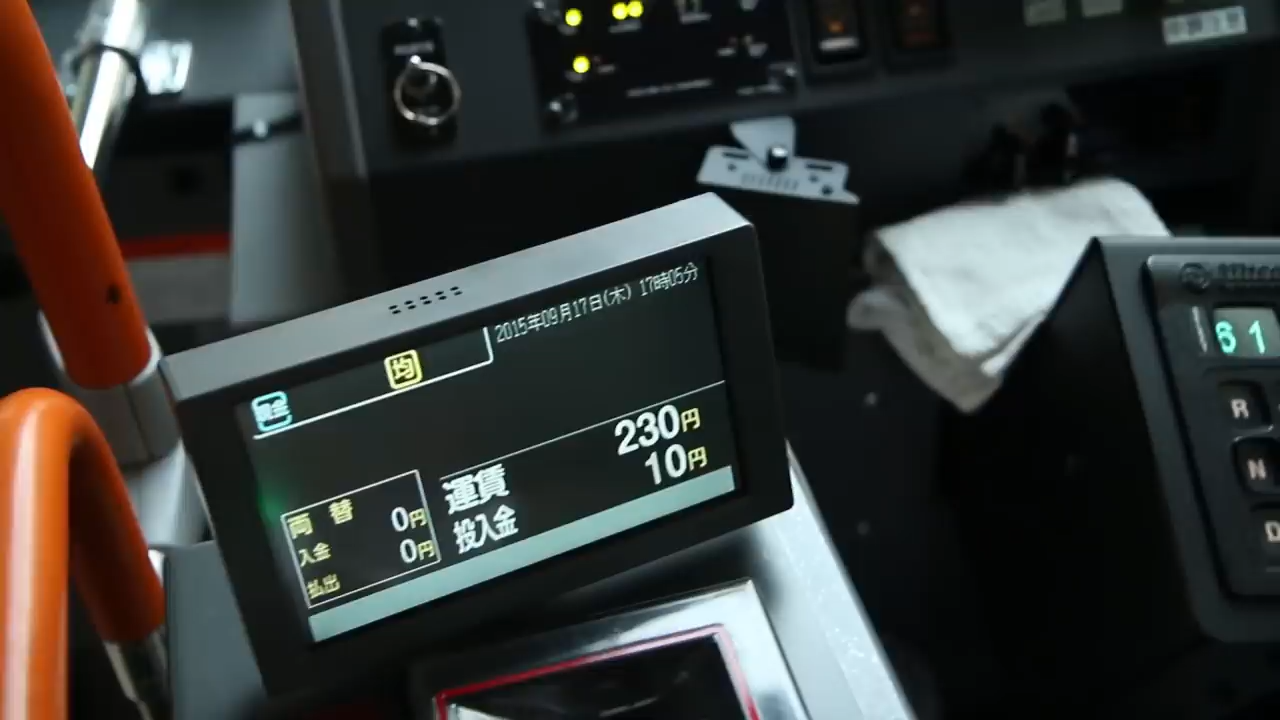 2015年09月17日(木) 17時05分
均
現金
運賃 230円
投入金 10円
両替
入金 0円
払出 0円
61
R
N
D